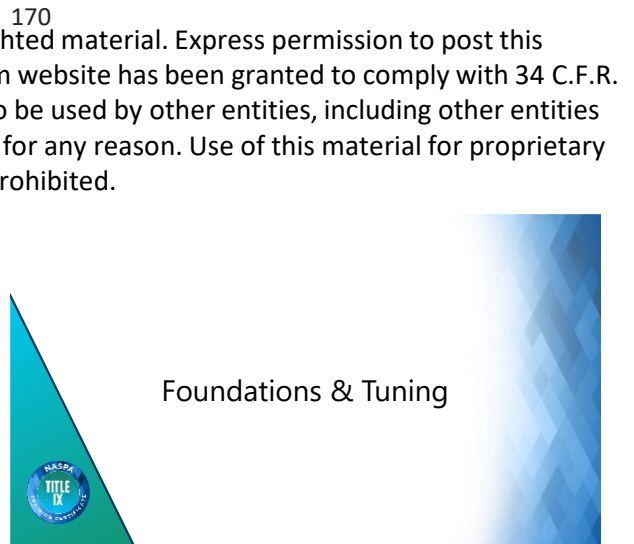 170
hted material. Express permission to post this
n website has been granted to comply with 34 C.F.R.
o be used by other entities, including other entities
for any reason. Use of this material for proprietary
rohibited.
Foundations & Tuning
NASPA
TITLE
IX
TRAINING CERTIFICATE